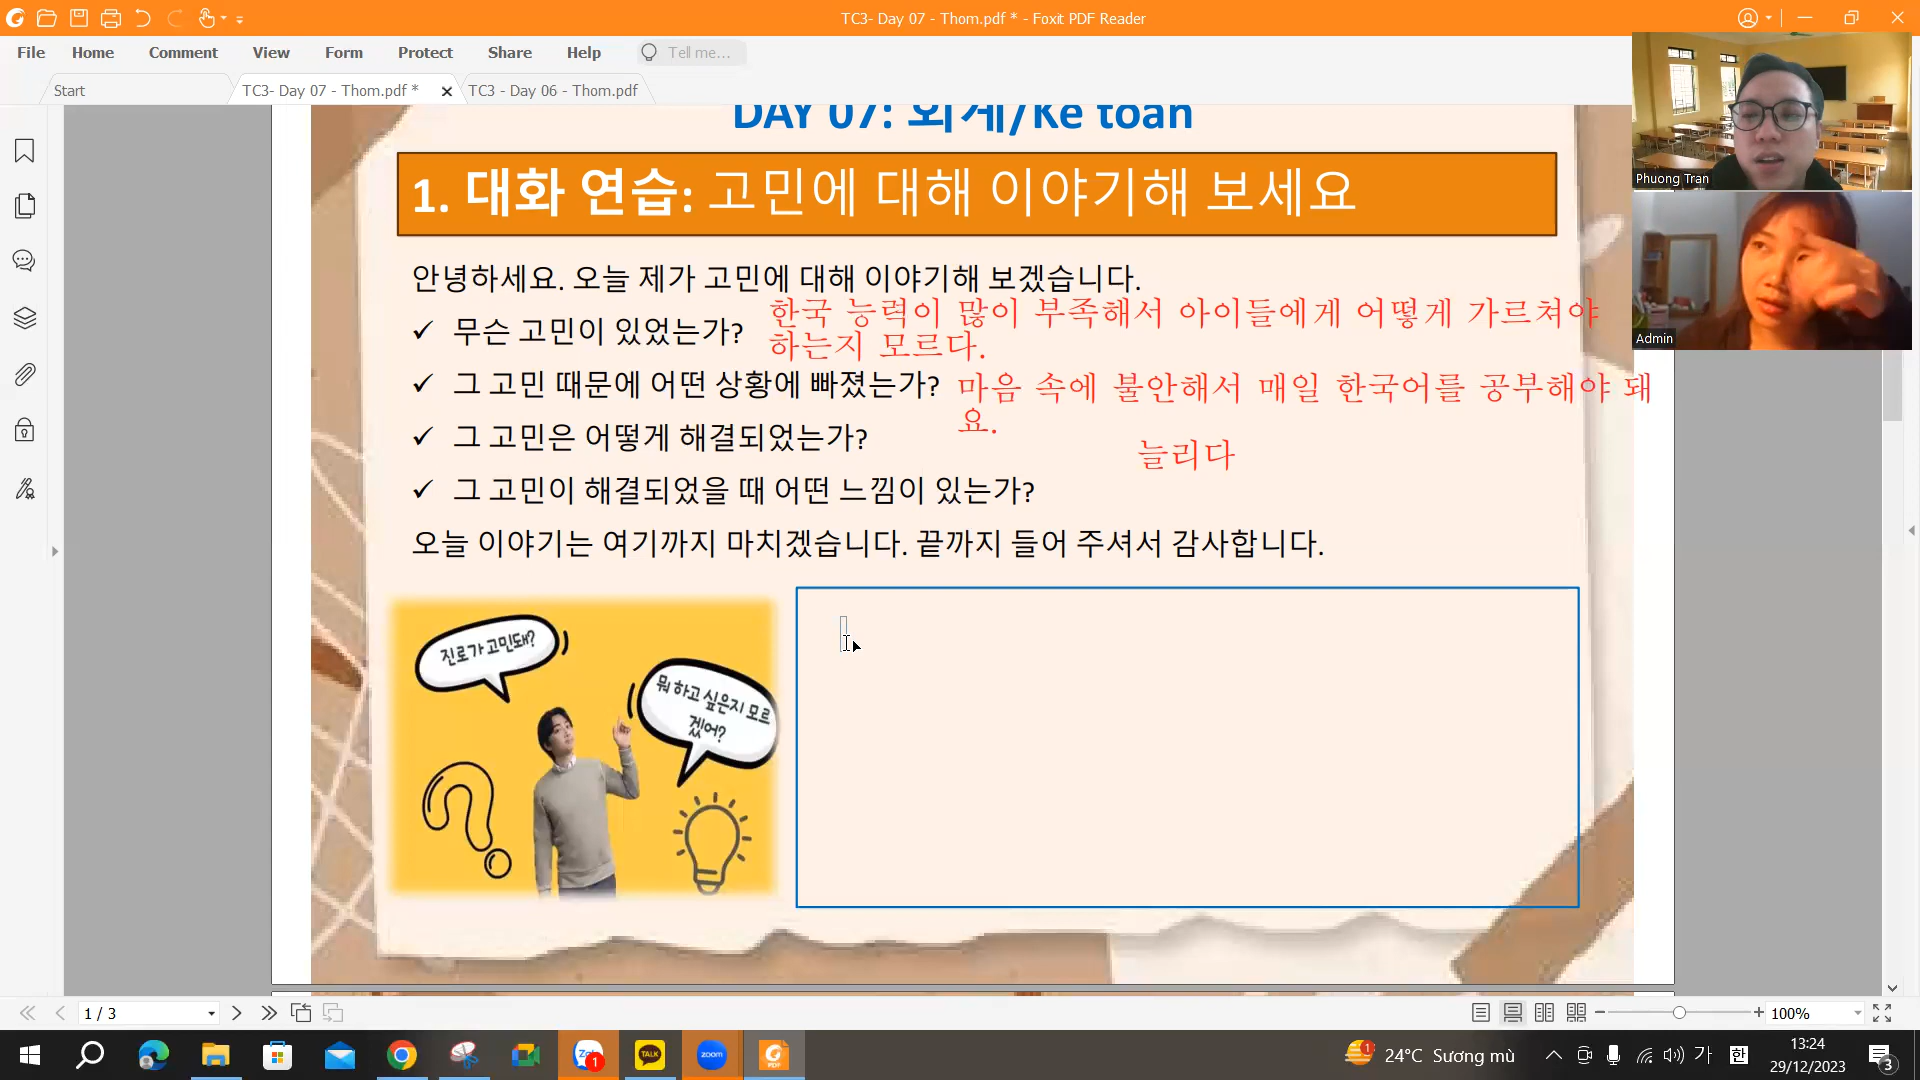 TC3- Day 07 - Thom.pdf * - Foxit PDF Reader
File Home Comment View Form Protect Share Help Tell me...
Start
TC3- Day 07 - Thom.pdf *
TC3 - Day 06 - Thom.pdf
DAY 07: 회계/Kế toán
1. 대화 연습: 고민에 대해 이야기해 보세요
안녕하세요. 오늘 제가 고민에 대해 이야기해 보겠습니다.
✓ 무슨 고민이 있었는가?
한국 능력이 많이 부족해서 아이들에게 어떻게 가르쳐야
하는지 모르다.
✓ 그 고민 때문에 어떤 상황에 빠졌는가?
마음 속에 불안해서 매일 한국어를 공부해야 돼
요.
✓ 그 고민은 어떻게 해결되었는가?
늘리다
✓ 그 고민이 해결되었을 때 어떤 느낌이 있는가?
오늘 이야기는 여기까지 마치겠습니다. 끝까지 들어 주셔서 감사합니다.
진로가 고민돼?
뭐 하고 싶은지 모르
겠어?
Phuong Tran
Admin
1 / 3
100%
TALK
zoom
PDF
1
1
24°C Sương mù
가
한
13:24
29/12/2023
3